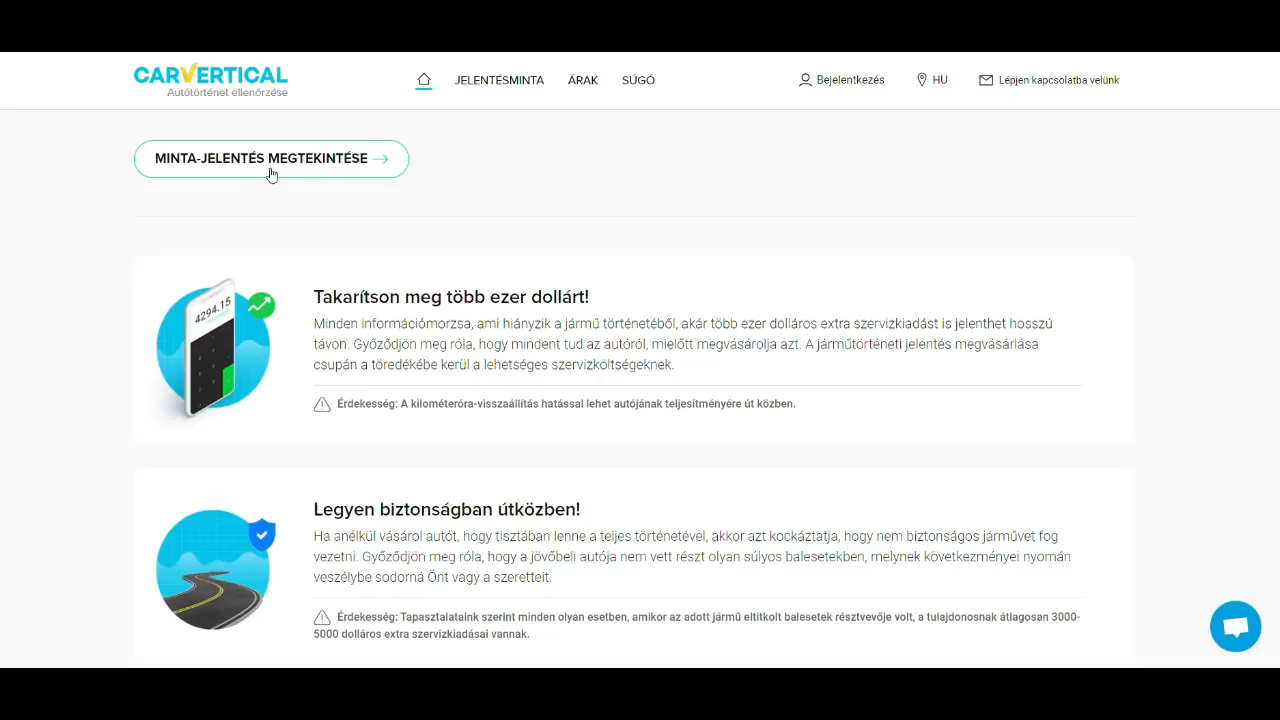 CARVERTICAL
Autótörténet ellenőrzése
JELENTÉSMINTA
ÁRAK
SÚGÓ
Bejelentkezés
HU
Lépjen kapcsolatba velünk
MINTA-JELENTÉS MEGTEKINTÉSE
4294.15
Takarítson meg több ezer dollárt!
Minden információmorzsa, ami hiányzik a jármű történetéből, akár több ezer dolláros extra szervizkiadást is jelenthet hosszú
távon. Győződjön meg róla, hogy mindent tud az autóról, mielőtt megvásárolja azt. A járműtörténeti jelentés megvásárlása
csupán a töredékébe kerül a lehetséges szervizköltségeknek.
Érdekesség: A kilométeróra-visszaállítás hatással lehet autójának teljesítményére út közben.
Legyen biztonságban útközben!
Ha anélkül vásárol autót, hogy tisztában lenne a teljes történetével, akkor azt kockáztatja, hogy nem biztonságos járművet fog
vezetni. Győződjön meg róla, hogy a jövőbeli autója nem vett részt olyan súlyos balesetekben, melynek következményei nyomán
veszélybe sodorná Önt vagy a szeretteit.
Érdekesség: Tapasztalataink szerint minden olyan esetben, amikor az adott jármű eltitkolt balesetek résztvevője volt, a tulajdonosnak átlagosan 3000-
5000 dolláros extra szervizkiadásai vannak.